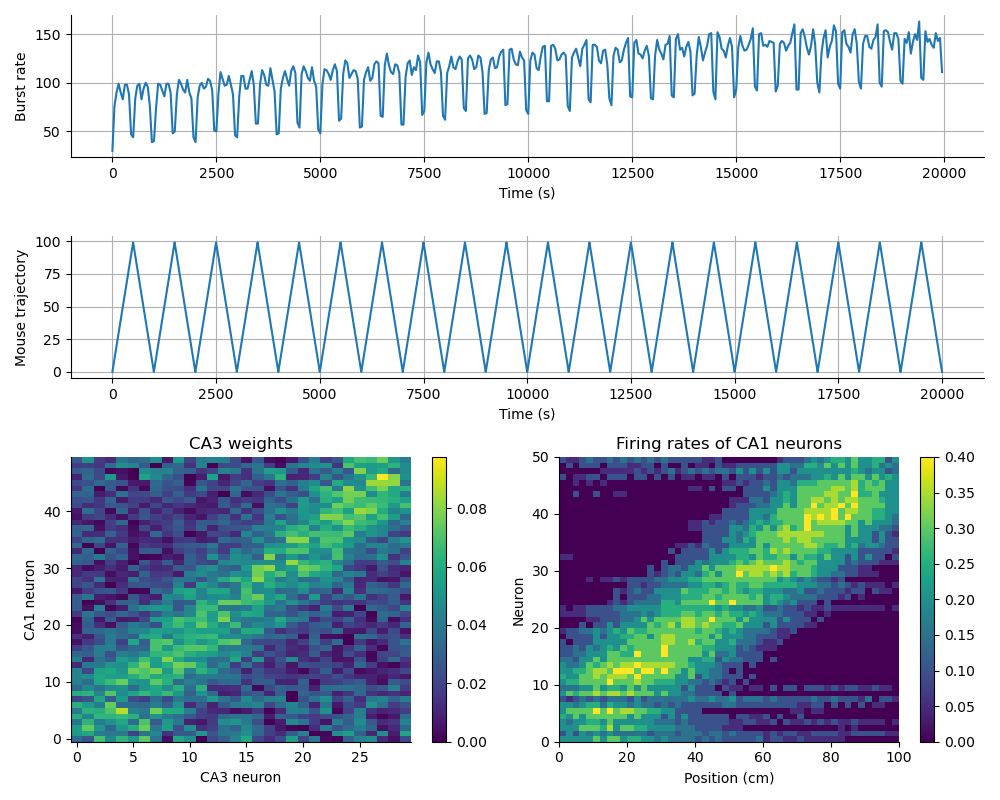 Burst rate
150
100
50
0 2500 5000 7500 10000 12500 15000 17500 20000
Time (s)
Mouse trajectory
100
75
50
25
0
0 2500 5000 7500 10000 12500 15000 17500 20000
Time (s)
CA3 weights
CA1 neuron
40
30
20
10
0
0 5 10 15 20 25
CA3 neuron
0.08
0.06
0.04
0.02
0.00
Firing rates of CA1 neurons
Neuron
50
40
30
20
10
0
0 20 40 60 80 100
Position (cm)
0.40
0.35
0.30
0.25
0.20
0.15
0.10
0.05
0.00